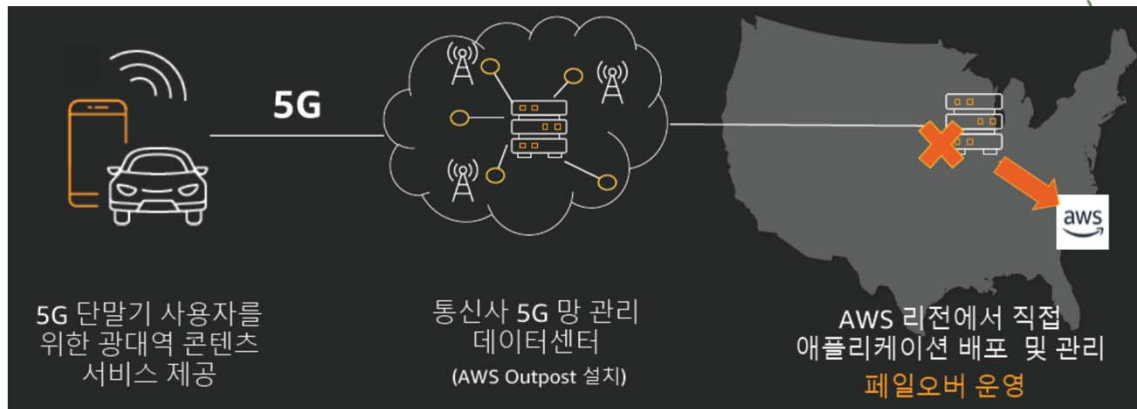 5G
aws
5G 단말기 사용자를
위한 광대역 콘텐츠
서비스 제공
통신사 5G 망 관리
데이터센터
(AWS Outpost 설치)
AWS 리전에서 직접
애플리케이션 배포 및 관리
페일오버 운영